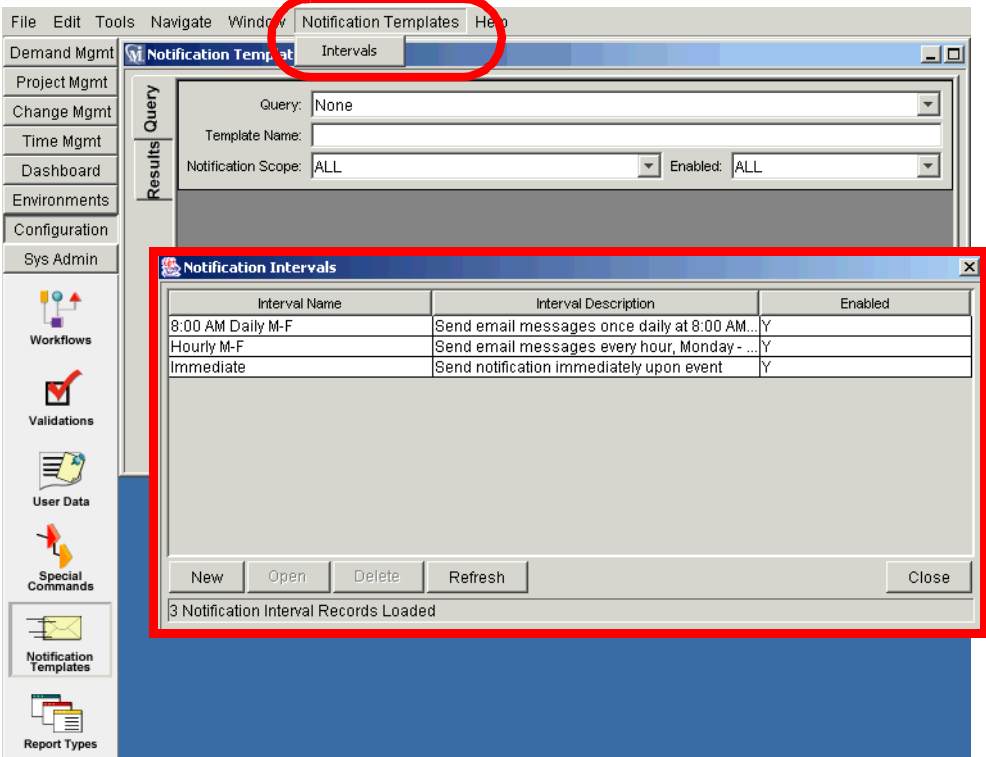 File Edit Tools Navigate Window Notification Templates Help
Intervals
Demand Mgmt
Project Mgmt
Change Mgmt
Time Mgmt
Dashboard
Environments
Configuration
Sys Admin
Workflows
Validations
User Data
Special
Commands
Notification
Templates
Report Types
Notification Templat
Query
Results
Query: None
Template Name:
Notification Scope: ALL Enabled: ALL
Notification Intervals
Interval Name Interval Description Enabled
8:00 AM Daily M-F Send email messages once daily at 8:00 AM... Y
Hourly M-F Send email messages every hour, Monday - ... Y
Immediate Send notification immediately upon event Y
New Open Delete Refresh Close
3 Notification Interval Records Loaded